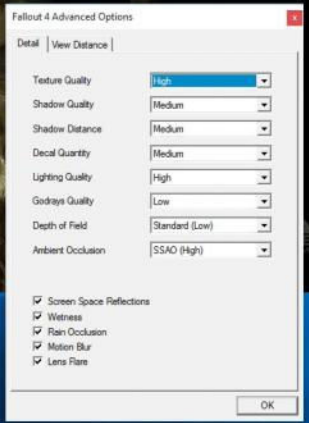 Fallout 4 Advanced Options
x
Detail View Distance
Texture Quality High
Shadow Quality Medium
Shadow Distance Medium
Decal Quantity Medium
Lighting Quality High
Godrays Quality Low
Depth of Field Standard (Low)
Ambient Occlusion SSAO (High)
Screen Space Reflections
Wetness
Rain Occlusion
Motion Blur
Lens Flare
OK